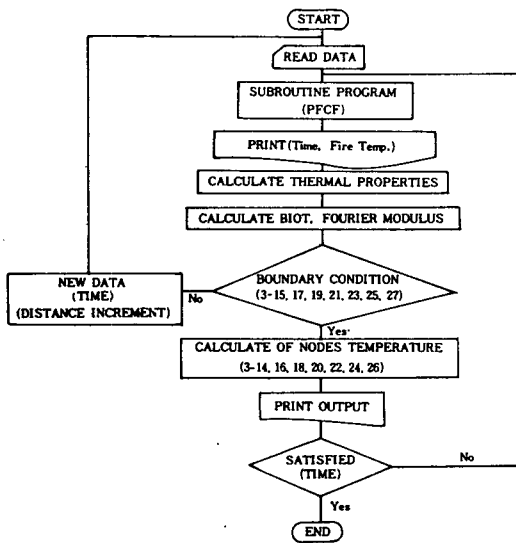 START
READ DATA
SUBROUTINE PROGRAM
(PFCF)
PRINT(Time, Fire Temp.)
CALCULATE THERMAL PROPERTIES
CALCULATE BIOT. FOURIER MODULUS
BOUNDARY CONDITION
(3-15, 17, 19, 21, 23, 25, 27)
No
NEW DATA
(TIME)
(DISTANCE INCREMENT)
Yes
CALCULATE OF NODES TEMPERATURE
(3-14, 16, 18, 20, 22, 24, 26)
PRINT OUTPUT
SATISFIED
(TIME)
No
Yes
END